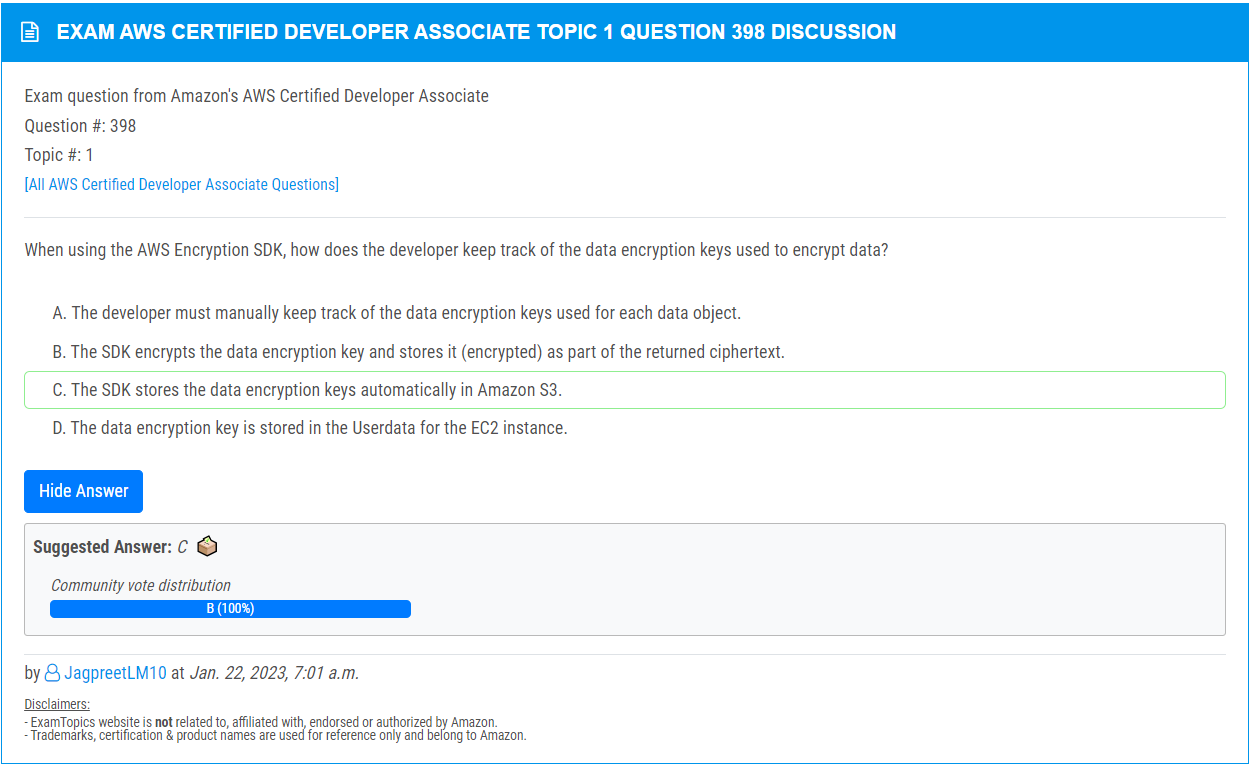 EXAM AWS CERTIFIED DEVELOPER ASSOCIATE TOPIC 1 QUESTION 398 DISCUSSION
Exam question from Amazon's AWS Certified Developer Associate
Question #: 398
Topic #: 1
[All AWS Certified Developer Associate Questions]
When using the AWS Encryption SDK, how does the developer keep track of the data encryption keys used to encrypt data?
A. The developer must manually keep track of the data encryption keys used for each data object.
B. The SDK encrypts the data encryption key and stores it (encrypted) as part of the returned ciphertext.
C. The SDK stores the data encryption keys automatically in Amazon S3.
D. The data encryption key is stored in the Userdata for the EC2 instance.
Hide Answer
Suggested Answer: C
Community vote distribution
B (100%)
by JagpreetLM10 at Jan. 22, 2023, 7:01 a.m.
Disclaimers:
- ExamTopics website is not related to, affiliated with, endorsed or authorized by Amazon.
- Trademarks, certification & product names are used for reference only and belong to Amazon.